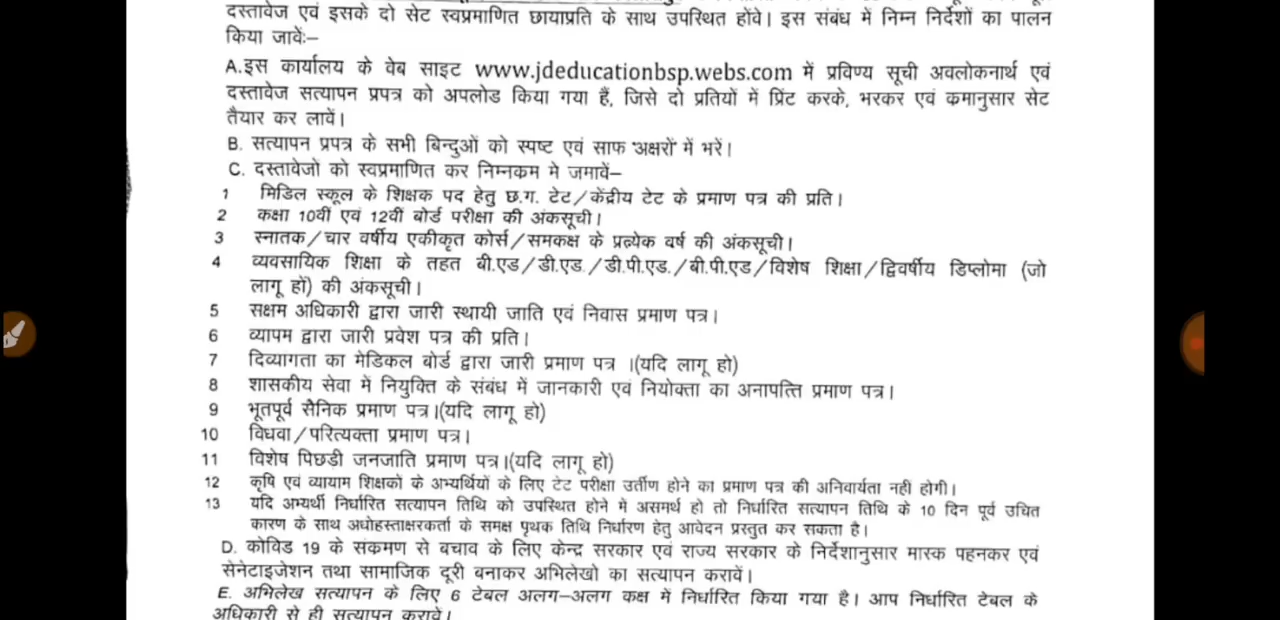 दस्तावेज एवं इसके दो सेट स्वप्रमाणित छायाप्रति के साथ उपस्थित होंवे। इस संबंध में निम्न निर्देशों का पालन
किया जावेंः–
A.इस कार्यालय के वेब साइट www.jdeducationbsp.webs.com में प्रविण्य सूची अवलोकनार्थ एवं
दस्तावेज सत्यापन प्रपत्र को अपलोड किया गया हैं, जिसे दो प्रतियों में प्रिंट करके, भरकर एवं कमानुसार सेट
तैयार कर लावें।
B. सत्यापन प्रपत्र के सभी बिन्दुओं को स्पष्ट एवं साफ अक्षरों में भरें।
C. दस्तावेजों को स्वप्रमाणित कर निम्नकम मे जमावें–
1 मिडिल स्कूल के शिक्षक पद हेतु छ.ग. टेट/केंद्रीय टेट के प्रमाण पत्र की प्रति।
2 कक्षा 10वीं एवं 12वीं बोर्ड परीक्षा की अंकसूची।
3 स्नातक/चार वर्षीय एकीकृत कोर्स/समकक्ष के प्रत्येक वर्ष की अंकसूची।
4 व्यवसायिक शिक्षा के तहत बी.एड/डी.एड./डी.पी.एड./बी.पी.एड/विशेष शिक्षा/द्विवर्षीय डिप्लोमा (जो
लागू हों) की अंकसूची।
5 सक्षम अधिकारी द्वारा जारी स्थायी जाति एवं निवास प्रमाण पत्र।
6 व्यापम द्वारा जारी प्रवेश पत्र की प्रति।
7 दिव्यागता का मेडिकल बोर्ड द्वारा जारी प्रमाण पत्र ।(यदि लागू हो)
8 शासकीय सेवा में नियुक्ति के संबंध में जानकारी एवं नियोक्ता का अनापत्ति प्रमाण पत्र।
9 भूतपूर्व सैनिक प्रमाण पत्र।(यदि लागू हो)
10 विधवा/परित्यक्ता प्रमाण पत्र।
11 विशेष पिछड़ी जनजाति प्रमाण पत्र।(यदि लागू हो)
12 कृषि एवं व्यायाम शिक्षकों के अभ्यर्थियों के लिए टेट परीक्षा उर्तीण होने का प्रमाण पत्र की अनिवार्यता नही होगी।
13 यदि अभ्यर्थी निर्धारित सत्यापन तिथि को उपस्थित होने मे असमर्थ हो तो निर्धारित सत्यापन तिथि के 10 दिन पूर्व उचित
कारण के साथ अधोहस्ताक्षरकर्ता के समक्ष पृथक तिथि निर्धारण हेतु आवेदन प्रस्तुत कर सकता है।
D. कोविड 19 के संकमण से बचाव के लिए केन्द्र सरकार एवं राज्य सरकार के निर्देशानुसार मास्क पहनकर एवं
सेनेटाइजेशन तथा सामाजिक दूरी बनाकर अभिलेखो का सत्यापन करावें।
E. अभिलेख सत्यापन के लिए 6 टेबल अलग–अलग कक्ष में निर्धारित किया गया है। आप निर्धारित टेबल के
अधिकारी से ही सत्यापन करावें।